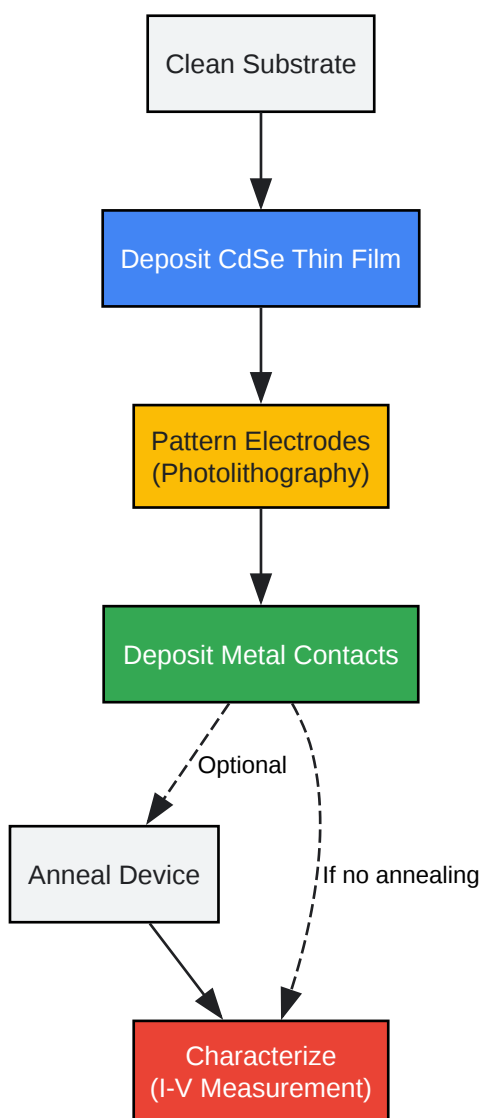 Clean Substrate
Deposit CdSe Thin Film
Pattern Electrodes
(Photolithography)
Deposit Metal Contacts
Optional
Anneal Device
If no annealing
Characterize
(I-V Measurement)